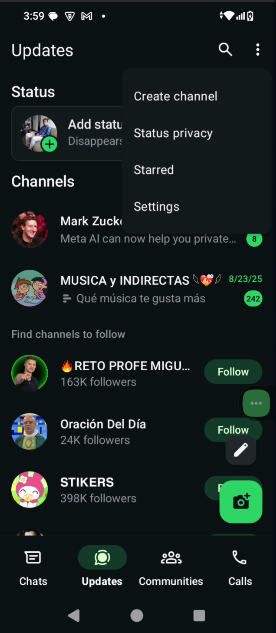 3:59
Updates
Create channel
Status privacy
Starred
Settings
Status
Add statu
Disappears
Channels
Mark Zucke
Meta AI can now help you private...
8
MUSICA y INDIRECTAS
8/23/25
Qué música te gusta más
242
Find channels to follow
🔥RETO PROFE MIGU...
163K followers
Follow
Oración Del Día
24K followers
Follow
STIKERS
398K followers
Chats
Updates
Communities
Calls